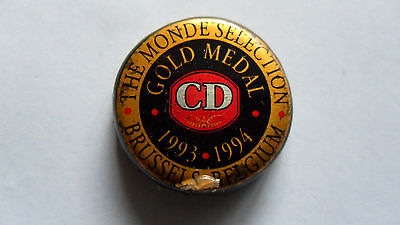 THE MONDE SELECTION
GOLD MEDAL
CD
1993 • 1994
BRUSSELS BELGIUM